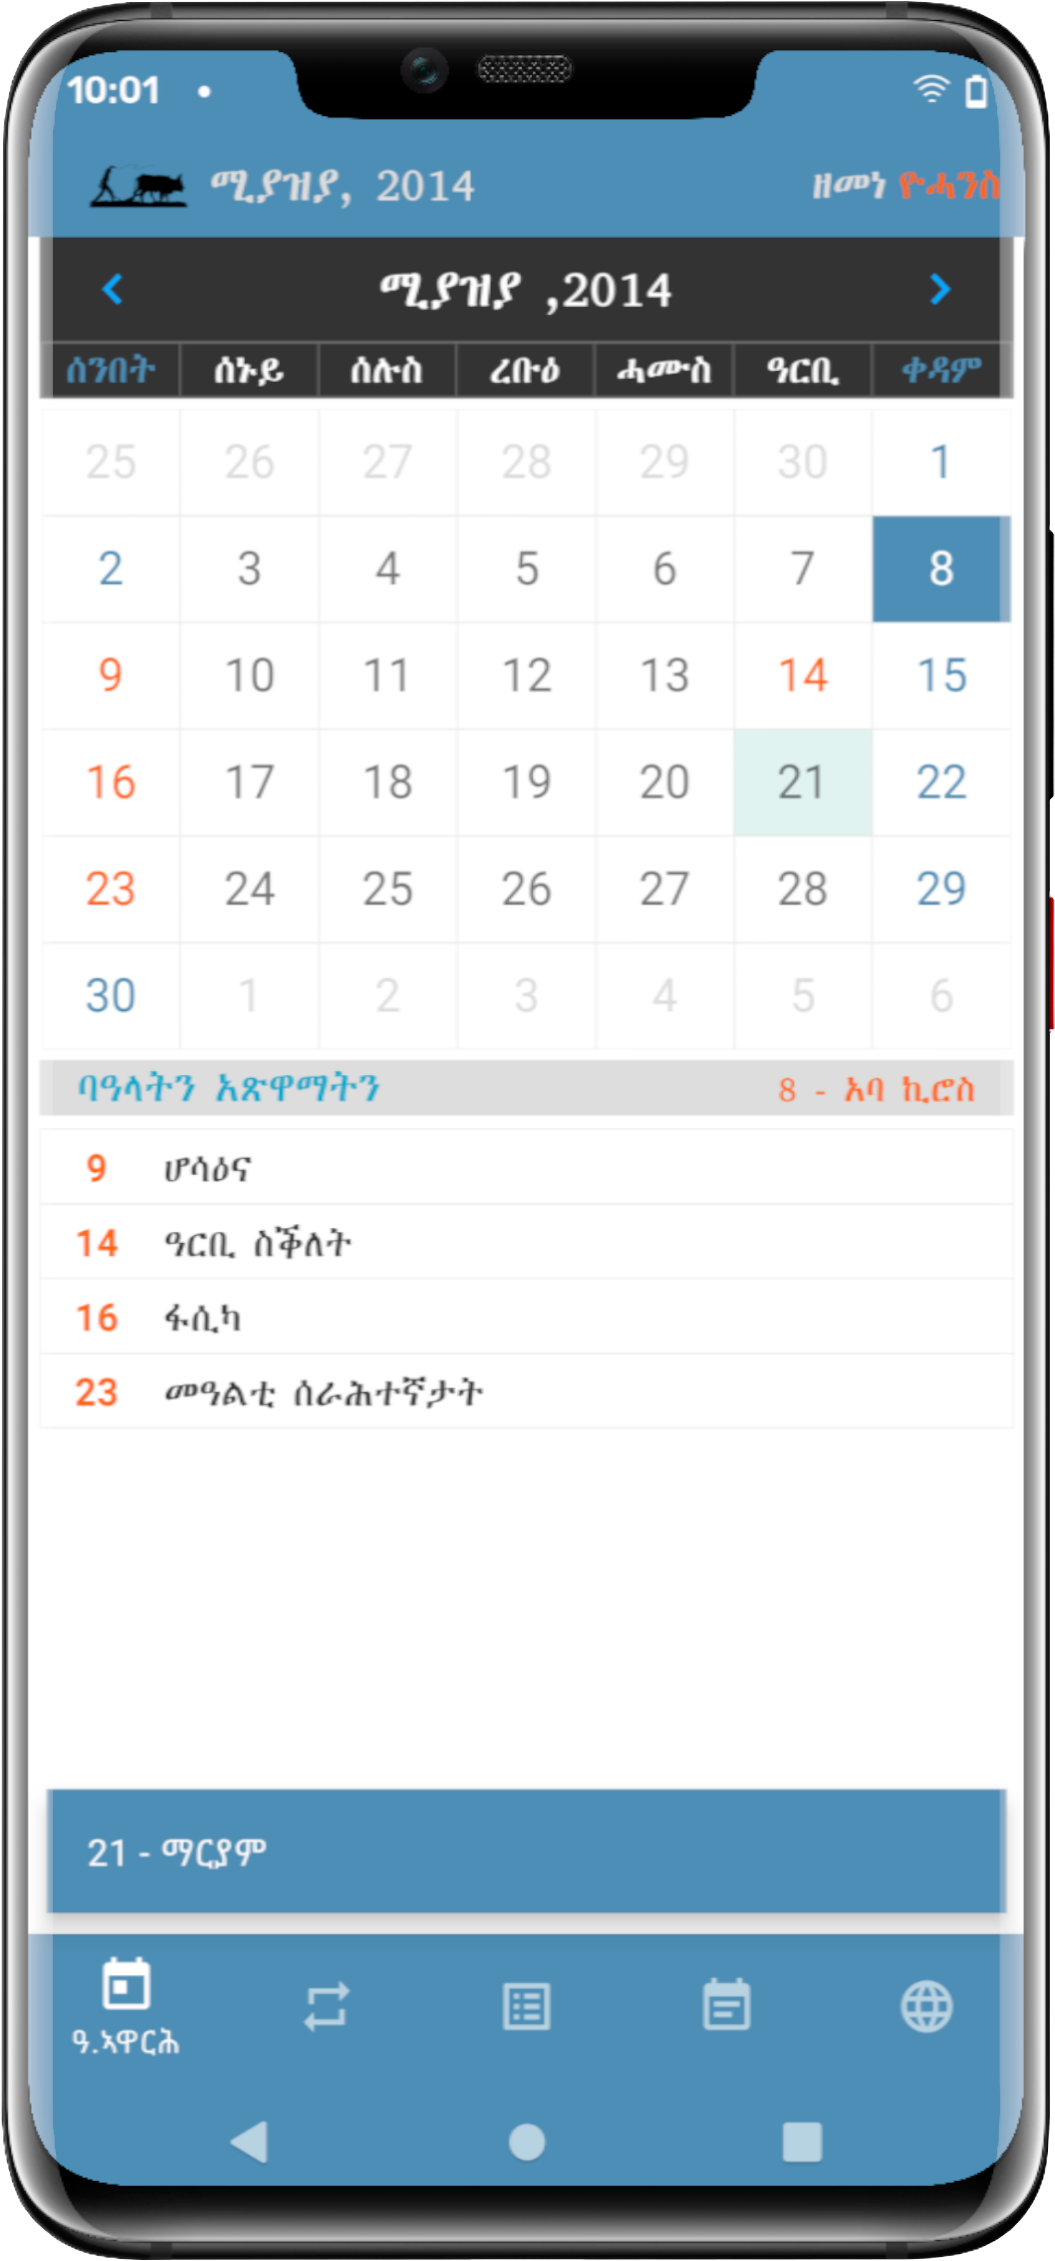 10:01
ሚያዝያ, 2014 ዘመነ ዮሓንስ
ሚያዝያ ,2014
ሰንበት ሰኑይ ሰሉስ ረቡዕ ሓሙስ ዓርቢ ቀዳም
25 26 27 28 29 30 1
2 3 4 5 6 7 8
9 10 11 12 13 14 15
16 17 18 19 20 21 22
23 24 25 26 27 28 29
30 1 2 3 4 5 6
ባዓላትን አጽዋማትን 8 - አባ ኪሮስ
9 ሆሳዕና
14 ዓርቢ ስቕለት
16 ፋሲካ
23 መዓልቲ ሰራሕተኛታት
21 - ማርያም
ዓ.ኣዋርሕ